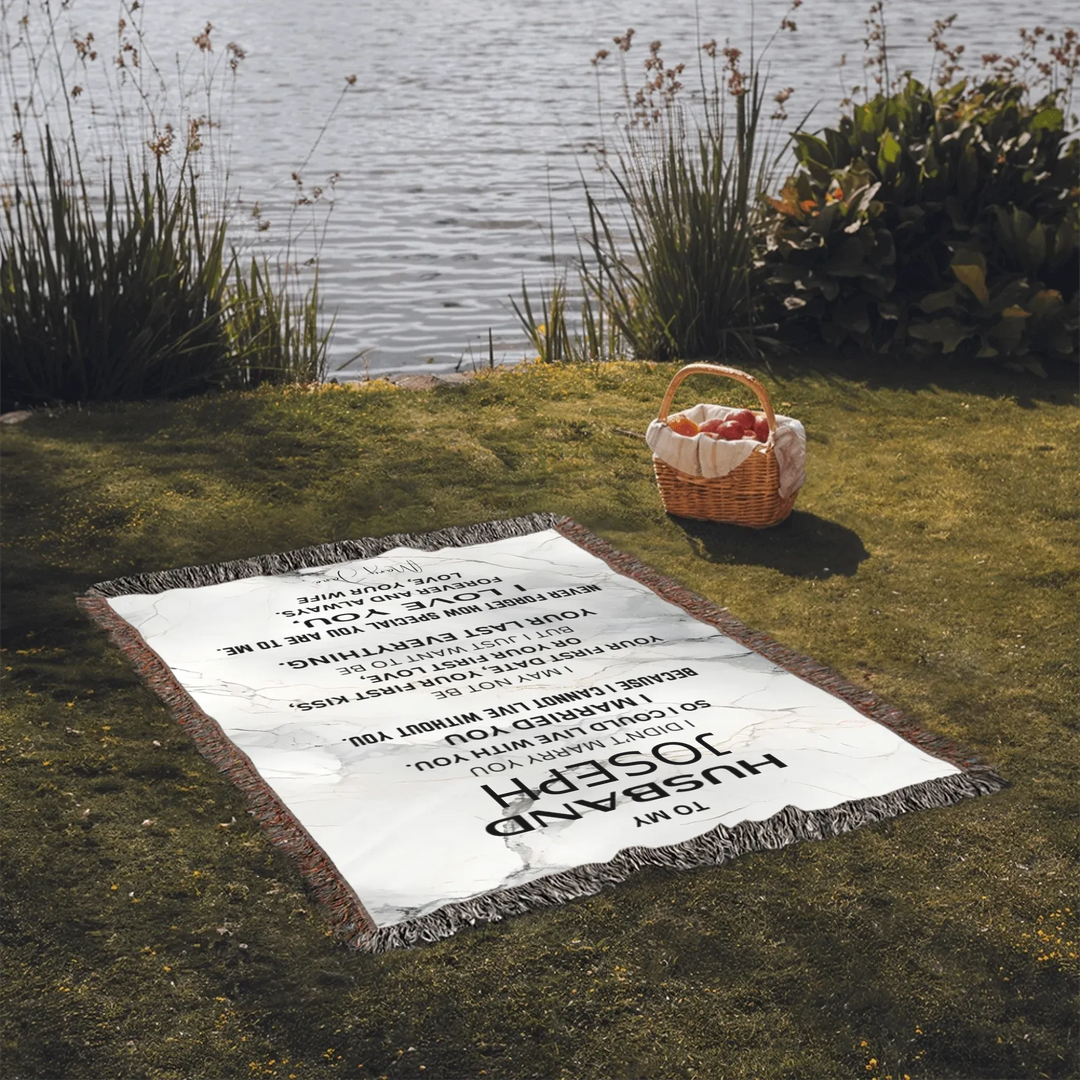 TO MY
HUSBAND
JOSEPH
I DIDN'T MARRY YOU
SO I COULD LIVE WITH YOU.
I MARRIED YOU
BECAUSE I CANNOT LIVE WITHOUT YOU.
I MAY NOT BE
YOUR FIRST DATE, YOUR FIRST KISS,
OR YOUR FIRST LOVE,
BUT I JUST WANT TO BE
YOUR LAST EVERYTHING.
NEVER FORGET HOW SPECIAL YOU ARE TO ME.
I LOVE YOU.
FOREVER AND ALWAYS.
LOVE, YOUR WIFE
Mary Jane